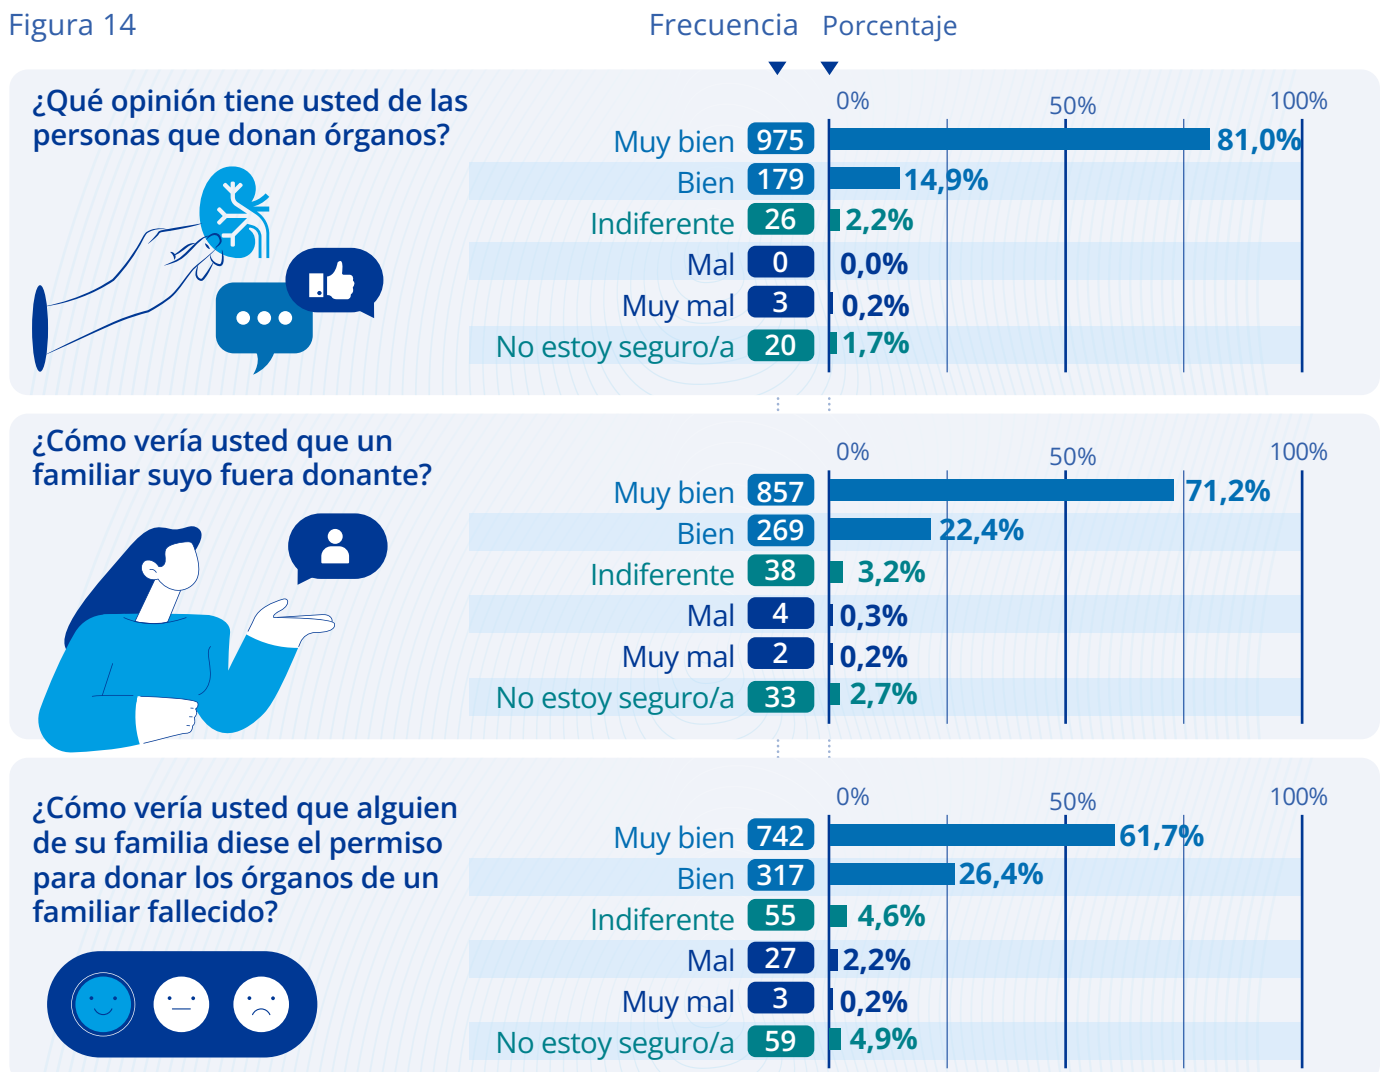 Figura 14
Frecuencia Porcentaje
¿Qué opinión tiene usted de las
personas que donan órganos?
0% 50% 100%
Muy bien 975 81,0%
Bien 179 14,9%
Indiferente 26 2,2%
Mal 0 0,0%
Muy mal 3 0,2%
No estoy seguro/a 20 1,7%
¿Cómo vería usted que un
familiar suyo fuera donante?
0% 50% 100%
Muy bien 857 71,2%
Bien 269 22,4%
Indiferente 38 3,2%
Mal 4 0,3%
Muy mal 2 0,2%
No estoy seguro/a 33 2,7%
¿Cómo vería usted que alguien
de su familia diese el permiso
para donar los órganos de un
familiar fallecido?
0% 50% 100%
Muy bien 742 61,7%
Bien 317 26,4%
Indiferente 55 4,6%
Mal 27 2,2%
Muy mal 3 0,2%
No estoy seguro/a 59 4,9%